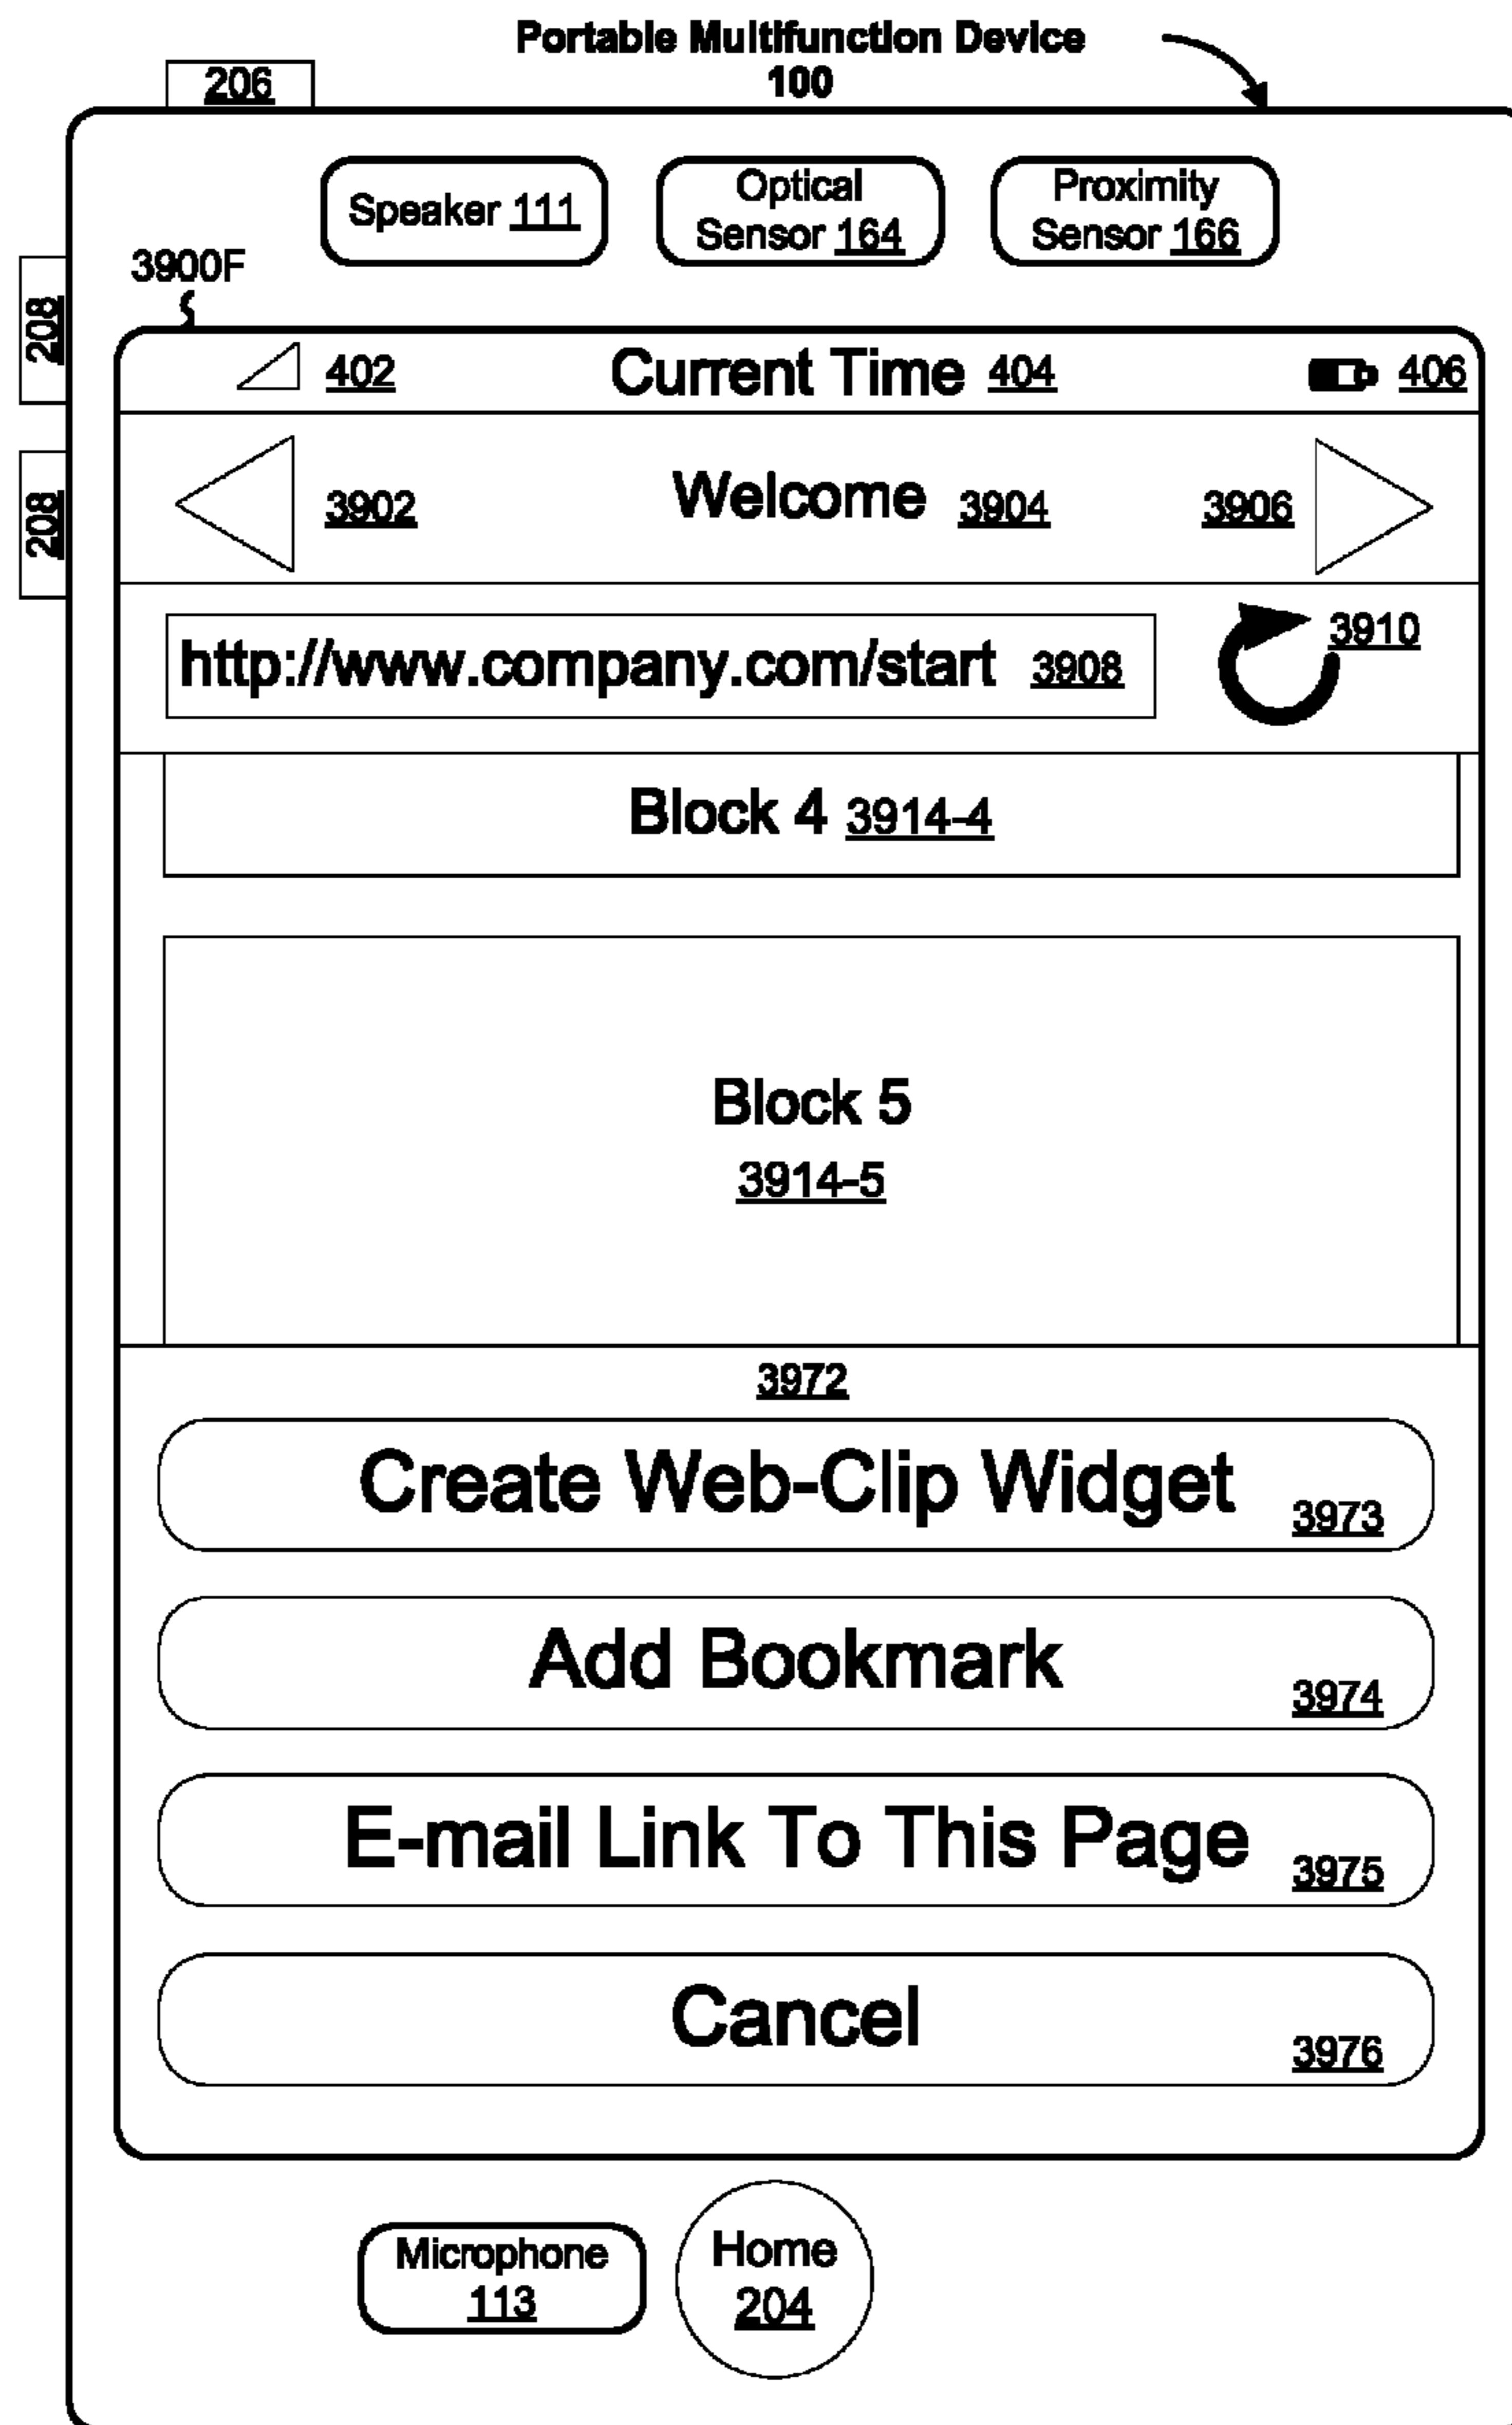 Portable Multifunction Device
100
206
Speaker 111
Optical
Sensor 164
Proximity
Sensor 166
3900F
208
208
402
Current Time 404
406
3902
Welcome 3904
3906
http://www.company.com/start 3908
3910
Block 4 3914-4
Block 5
3914-5
3972
Create Web-Clip Widget 3973
Add Bookmark 3974
E-mail Link To This Page 3975
Cancel 3976
Microphone
113
Home
204